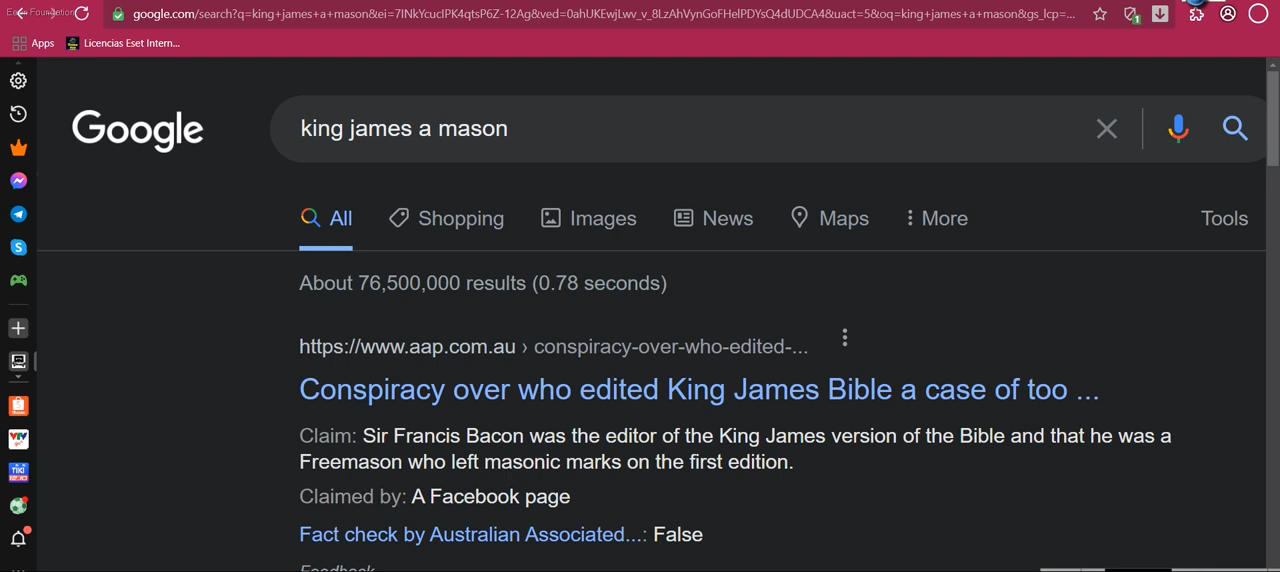 google.com/search?q=king+james+a+mason&ei=7INkYcucIPK4qtsP6Z-12Ag&ved=0ahUKEwjLwv_v_8LzAhVynGoFHelPDYsQ4dUDCA4&uact=5&oq=king+james+a+mason&gs_lcp=...
1
Apps
Licencias Eset Intern...
Google
king james a mason
All
Shopping
Images
News
Maps
More
Tools
About 76,500,000 results (0.78 seconds)
https://www.aap.com.au › conspiracy-over-who-edited-...
Conspiracy over who edited King James Bible a case of too ...
Claim: Sir Francis Bacon was the editor of the King James version of the Bible and that he was a
Freemason who left masonic marks on the first edition.
Claimed by: A Facebook page
Fact check by Australian Associated...: False
Feedback
TIKI